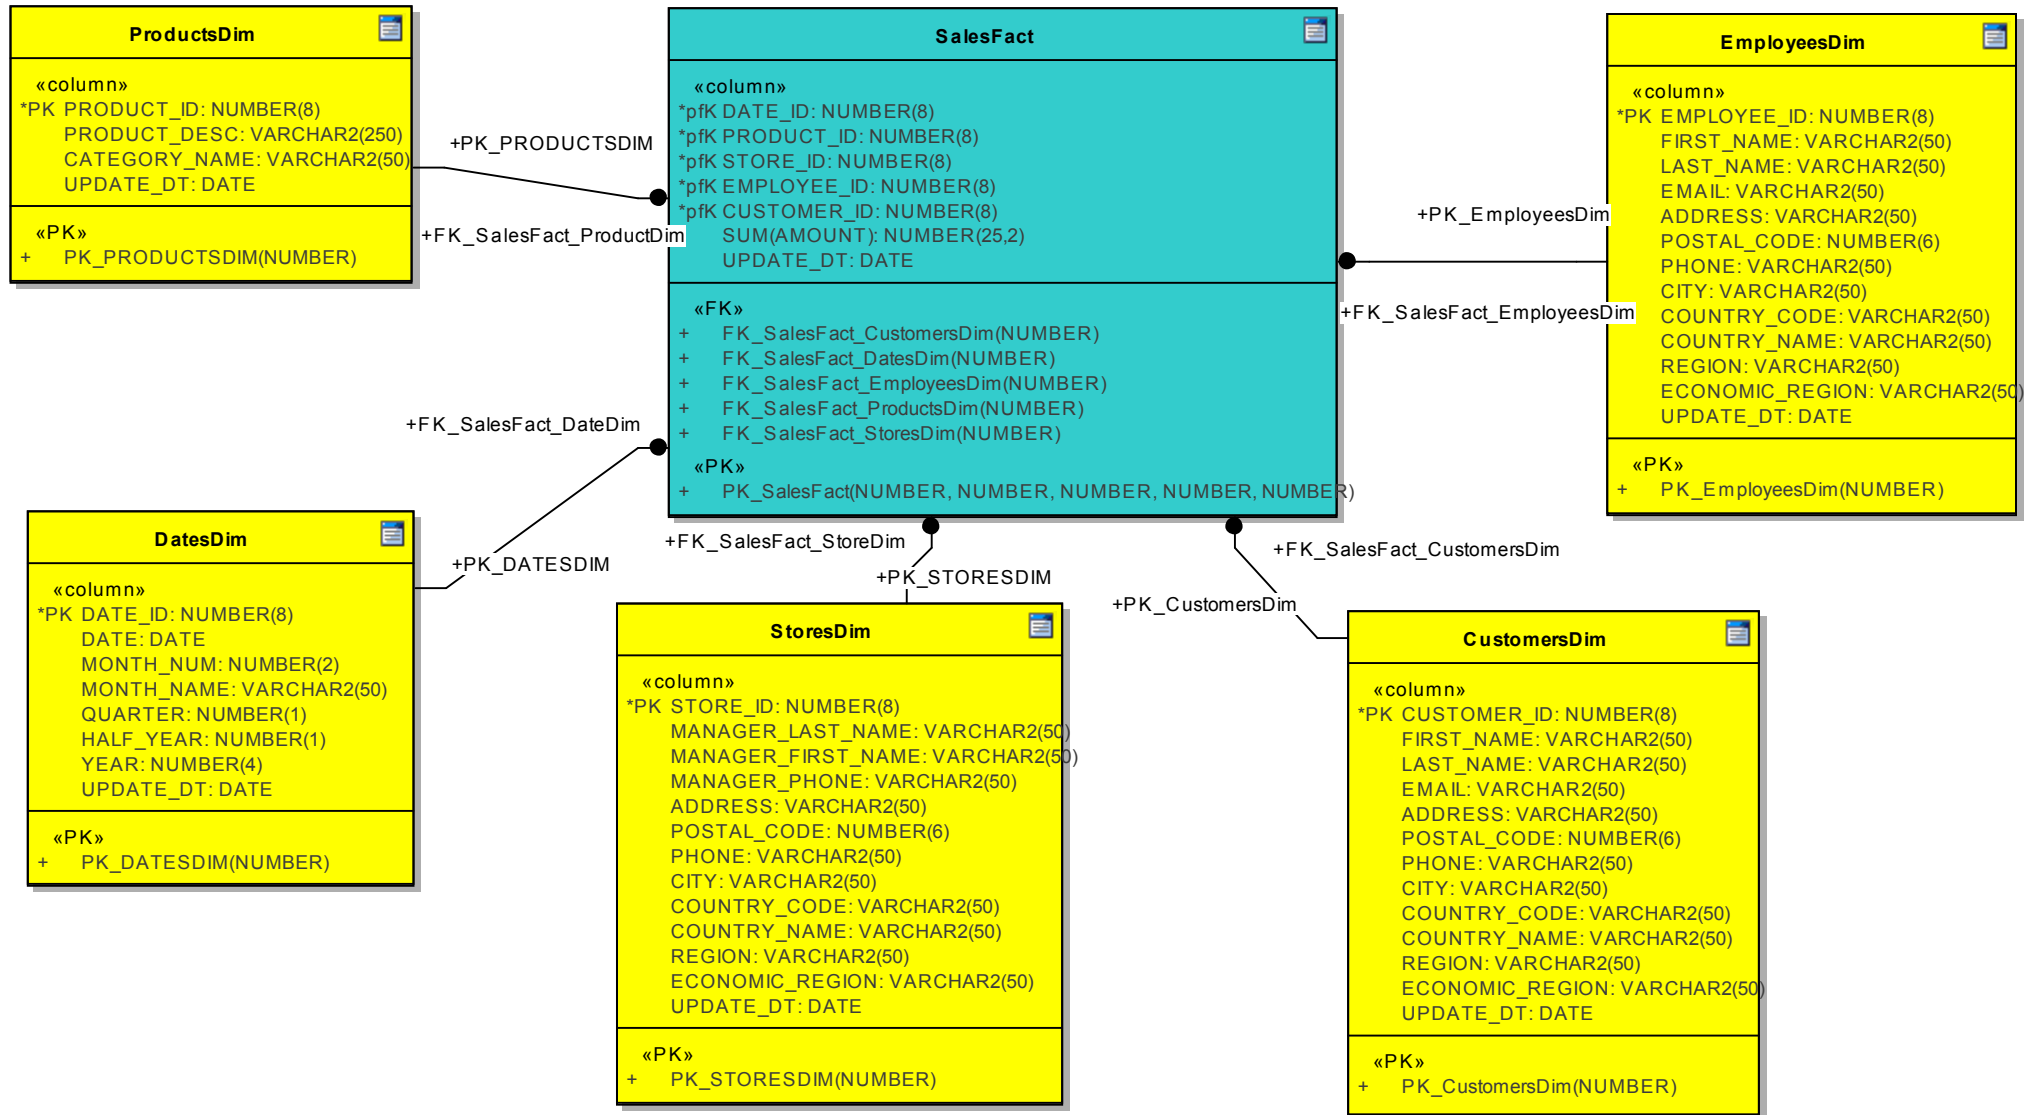 ProductsDim
«column»
*PK PRODUCT_ID: NUMBER(8)
PRODUCT_DESC: VARCHAR2(250)
CATEGORY_NAME: VARCHAR2(50)
UPDATE_DT: DATE
«PK»
+ PK_PRODUCTSDIM(NUMBER)
+PK_PRODUCTSDIM
+FK_SalesFact_ProductDim
SalesFact
«column»
*pfK DATE_ID: NUMBER(8)
*pfK PRODUCT_ID: NUMBER(8)
*pfK STORE_ID: NUMBER(8)
*pfK EMPLOYEE_ID: NUMBER(8)
*pfK CUSTOMER_ID: NUMBER(8)
SUM(AMOUNT): NUMBER(25,2)
UPDATE_DT: DATE
«FK»
+ FK_SalesFact_CustomersDim(NUMBER)
+ FK_SalesFact_DatesDim(NUMBER)
+ FK_SalesFact_EmployeesDim(NUMBER)
+ FK_SalesFact_ProductsDim(NUMBER)
+ FK_SalesFact_StoresDim(NUMBER)
«PK»
+ PK_SalesFact(NUMBER, NUMBER, NUMBER, NUMBER, NUMBER)
+PK_EmployeesDim
+FK_SalesFact_EmployeesDim
EmployeesDim
«column»
*PK EMPLOYEE_ID: NUMBER(8)
FIRST_NAME: VARCHAR2(50)
LAST_NAME: VARCHAR2(50)
EMAIL: VARCHAR2(50)
ADDRESS: VARCHAR2(50)
POSTAL_CODE: NUMBER(6)
PHONE: VARCHAR2(50)
CITY: VARCHAR2(50)
COUNTRY_CODE: VARCHAR2(50)
COUNTRY_NAME: VARCHAR2(50)
REGION: VARCHAR2(50)
ECONOMIC_REGION: VARCHAR2(50)
UPDATE_DT: DATE
«PK»
+ PK_EmployeesDim(NUMBER)
+FK_SalesFact_DateDim
+PK_DATESDIM
DatesDim
«column»
*PK DATE_ID: NUMBER(8)
DATE: DATE
MONTH_NUM: NUMBER(2)
MONTH_NAME: VARCHAR2(50)
QUARTER: NUMBER(1)
HALF_YEAR: NUMBER(1)
YEAR: NUMBER(4)
UPDATE_DT: DATE
«PK»
+ PK_DATESDIM(NUMBER)
+FK_SalesFact_StoreDim
+PK_STORESDIM
StoresDim
«column»
*PK STORE_ID: NUMBER(8)
MANAGER_LAST_NAME: VARCHAR2(50)
MANAGER_FIRST_NAME: VARCHAR2(50)
MANAGER_PHONE: VARCHAR2(50)
ADDRESS: VARCHAR2(50)
POSTAL_CODE: NUMBER(6)
PHONE: VARCHAR2(50)
CITY: VARCHAR2(50)
COUNTRY_CODE: VARCHAR2(50)
COUNTRY_NAME: VARCHAR2(50)
REGION: VARCHAR2(50)
ECONOMIC_REGION: VARCHAR2(50)
UPDATE_DT: DATE
«PK»
+ PK_STORESDIM(NUMBER)
+FK_SalesFact_CustomersDim
+PK_CustomersDim
CustomersDim
«column»
*PK CUSTOMER_ID: NUMBER(8)
FIRST_NAME: VARCHAR2(50)
LAST_NAME: VARCHAR2(50)
EMAIL: VARCHAR2(50)
ADDRESS: VARCHAR2(50)
POSTAL_CODE: NUMBER(6)
PHONE: VARCHAR2(50)
CITY: VARCHAR2(50)
COUNTRY_CODE: VARCHAR2(50)
COUNTRY_NAME: VARCHAR2(50)
REGION: VARCHAR2(50)
ECONOMIC_REGION: VARCHAR2(50)
UPDATE_DT: DATE
«PK»
+ PK_CustomersDim(NUMBER)